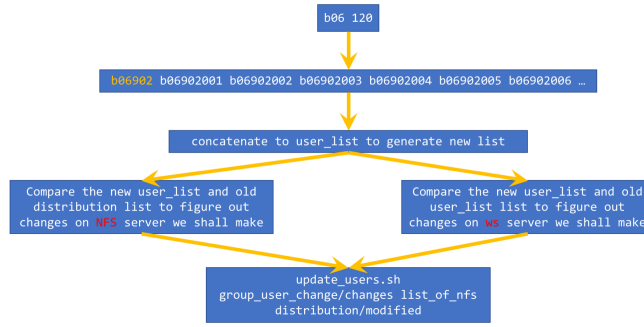 b06 120
b06902 b06902001 b06902002 b06902003 b06902004 b06902005 b06902006 …
concatenate to user_list to generate new list
Compare the new user_list and old
distribution list to figure out
changes on NFS server we shall make
Compare the new user_list and old
user_list list to figure out
changes on ws server we shall make
update_users.sh
group_user_change/changes list_of_nfs
distribution/modified